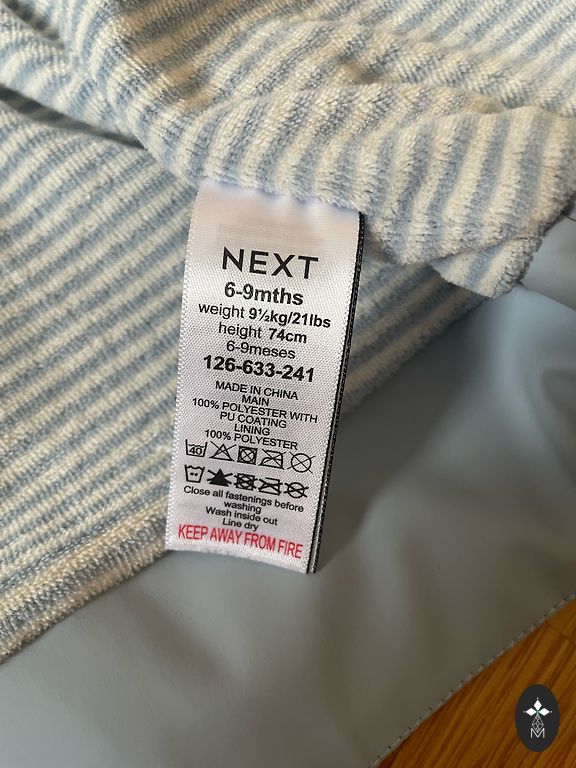 NEXT
6-9mths
weight 9½kg/21lbs
height 74cm
6-9meses
126-633-241
MADE IN CHINA
MAIN
100% POLYESTER WITH
PU COATING
LINING
100% POLYESTER
40
Close all fastenings before
washing
Wash inside out
Line dry
KEEP AWAY FROM FIRE
M